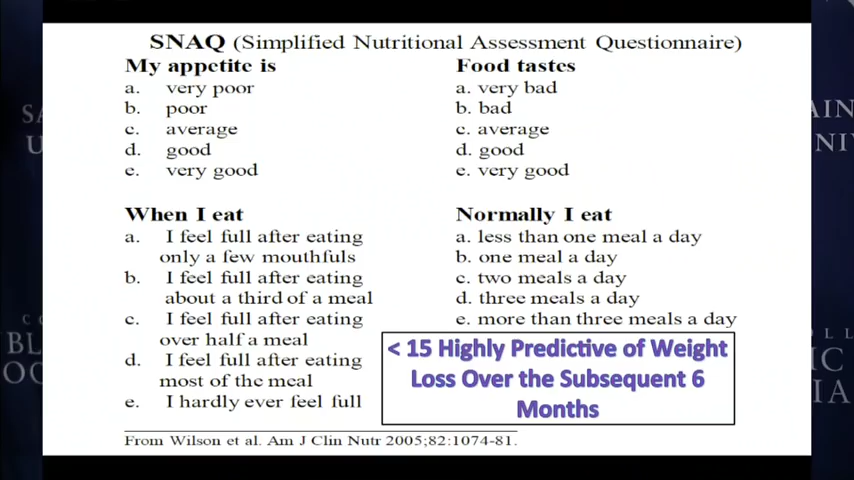 SNAQ (Simplified Nutritional Assessment Questionnaire)
My appetite is
a. very poor
b. poor
c. average
d. good
e. very good
Food tastes
a. very bad
b. bad
c. average
d. good
e. very good
When I eat
a. I feel full after eating
only a few mouthfuls
b. I feel full after eating
about a third of a meal
c. I feel full after eating
over half a meal
d. I feel full after eating
most of the meal
e. I hardly ever feel full
Normally I eat
a. less than one meal a day
b. one meal a day
c. two meals a day
d. three meals a day
e. more than three meals a day
< 15 Highly Predictive of Weight
Loss Over the Subsequent 6
Months
From Wilson et al. Am J Clin Nutr 2005;82:1074-81.